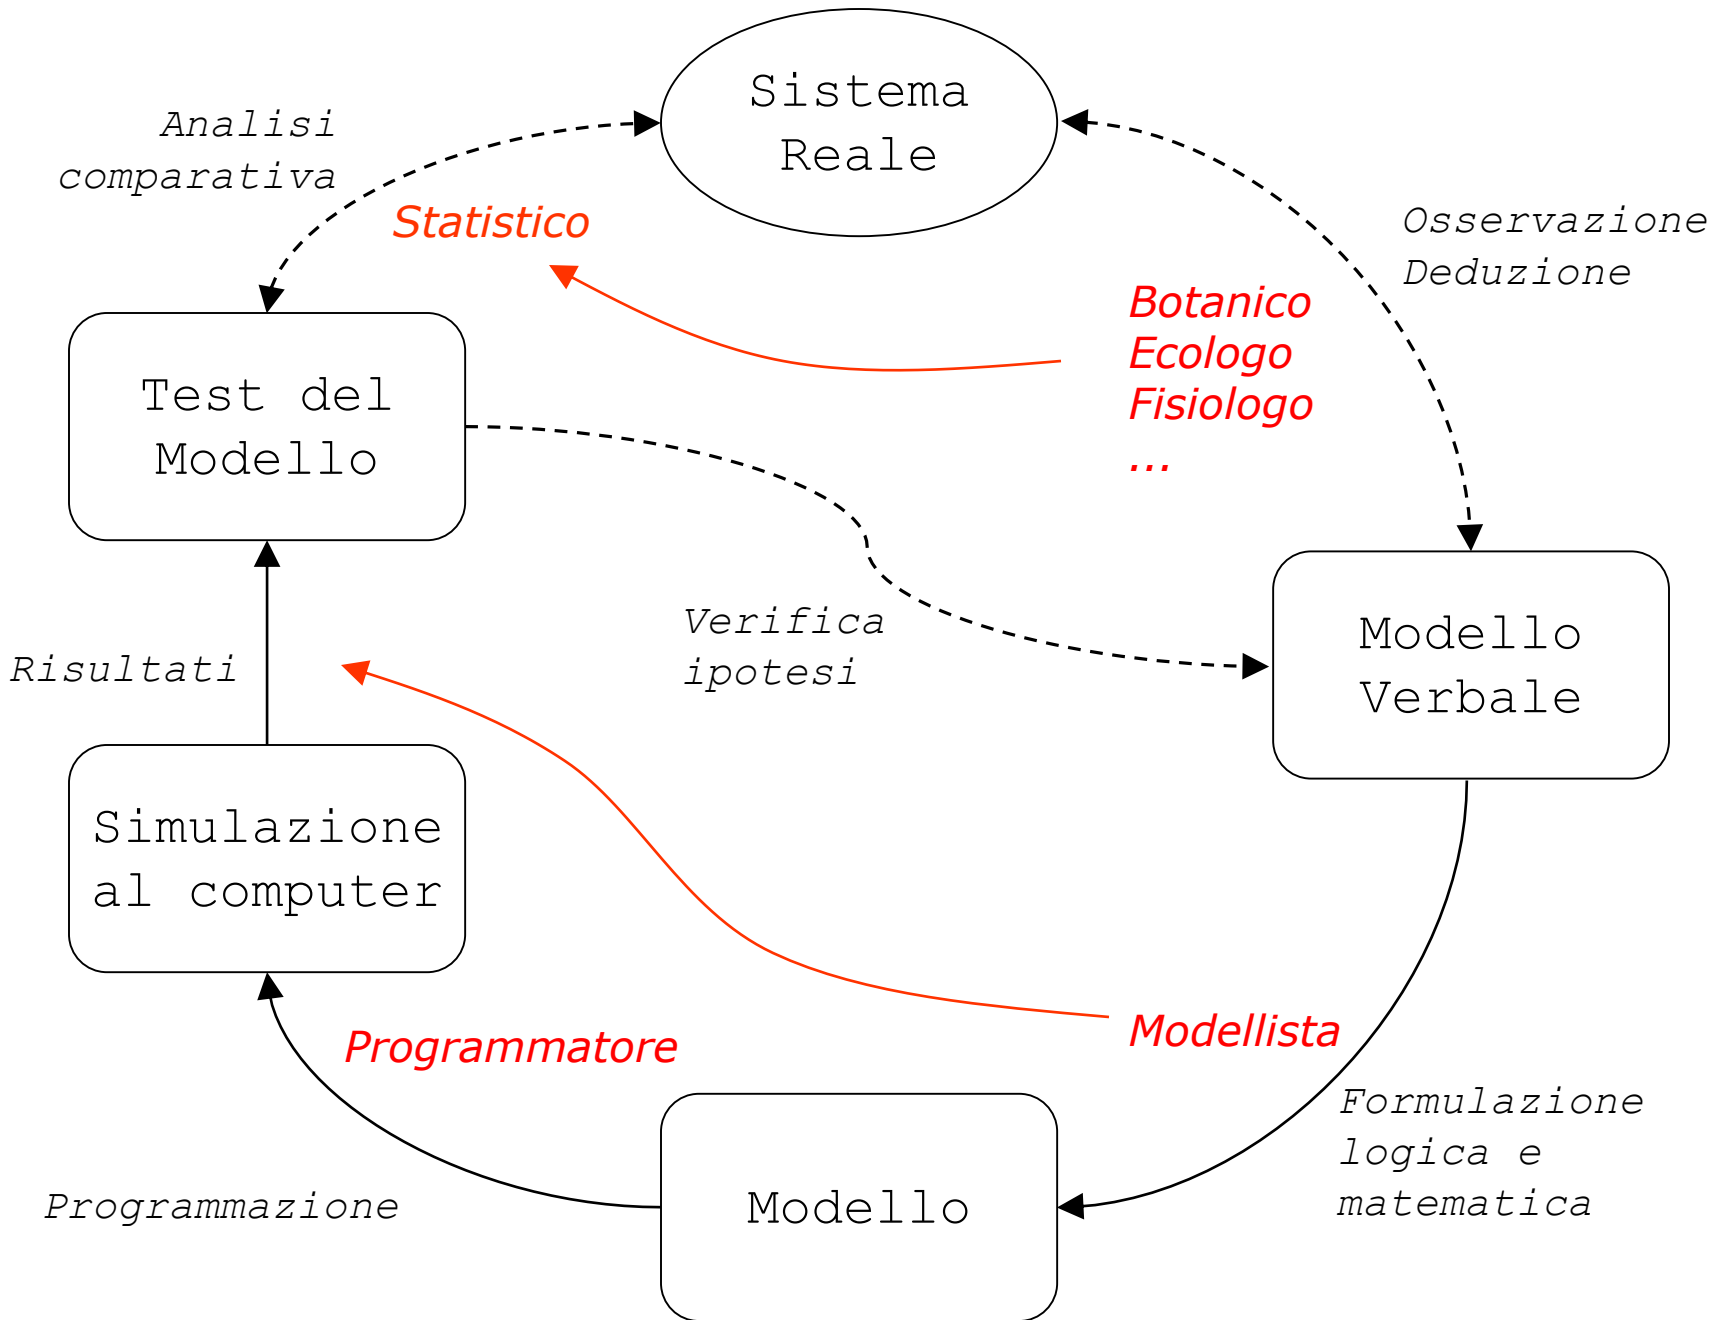 Sistema
Reale
Analisi
comparativa
Statistico
Osservazione
Deduzione
Botanico
Ecologo
Fisiologo
...
Test del
Modello
Verifica
ipotesi
Modello
Verbale
Risultati
Simulazione
al computer
Programmatore
Modellista
Formulazione
logica e
matematica
Programmazione
Modello